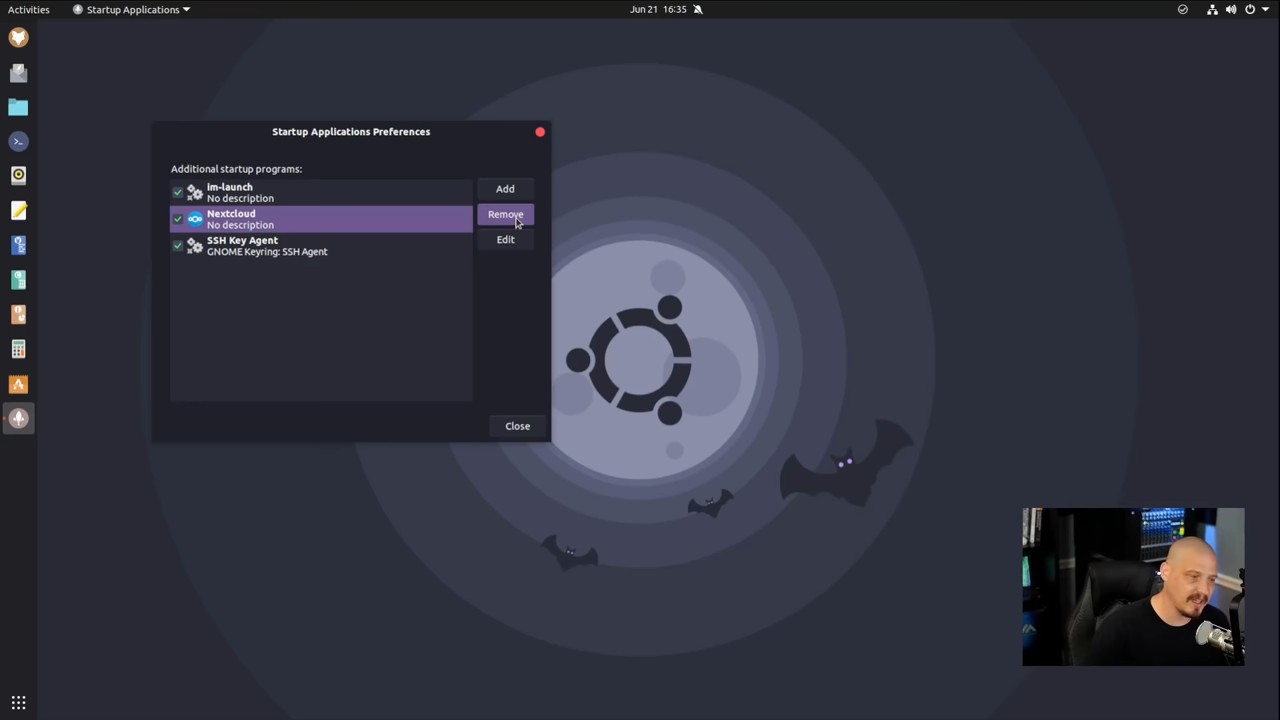 Activities
Startup Applications
Jun 21 16:35
Startup Applications Preferences
Additional startup programs:
im-launch
No description
Nextcloud
No description
SSH Key Agent
GNOME Keyring: SSH Agent
Add
Remove
Edit
Close